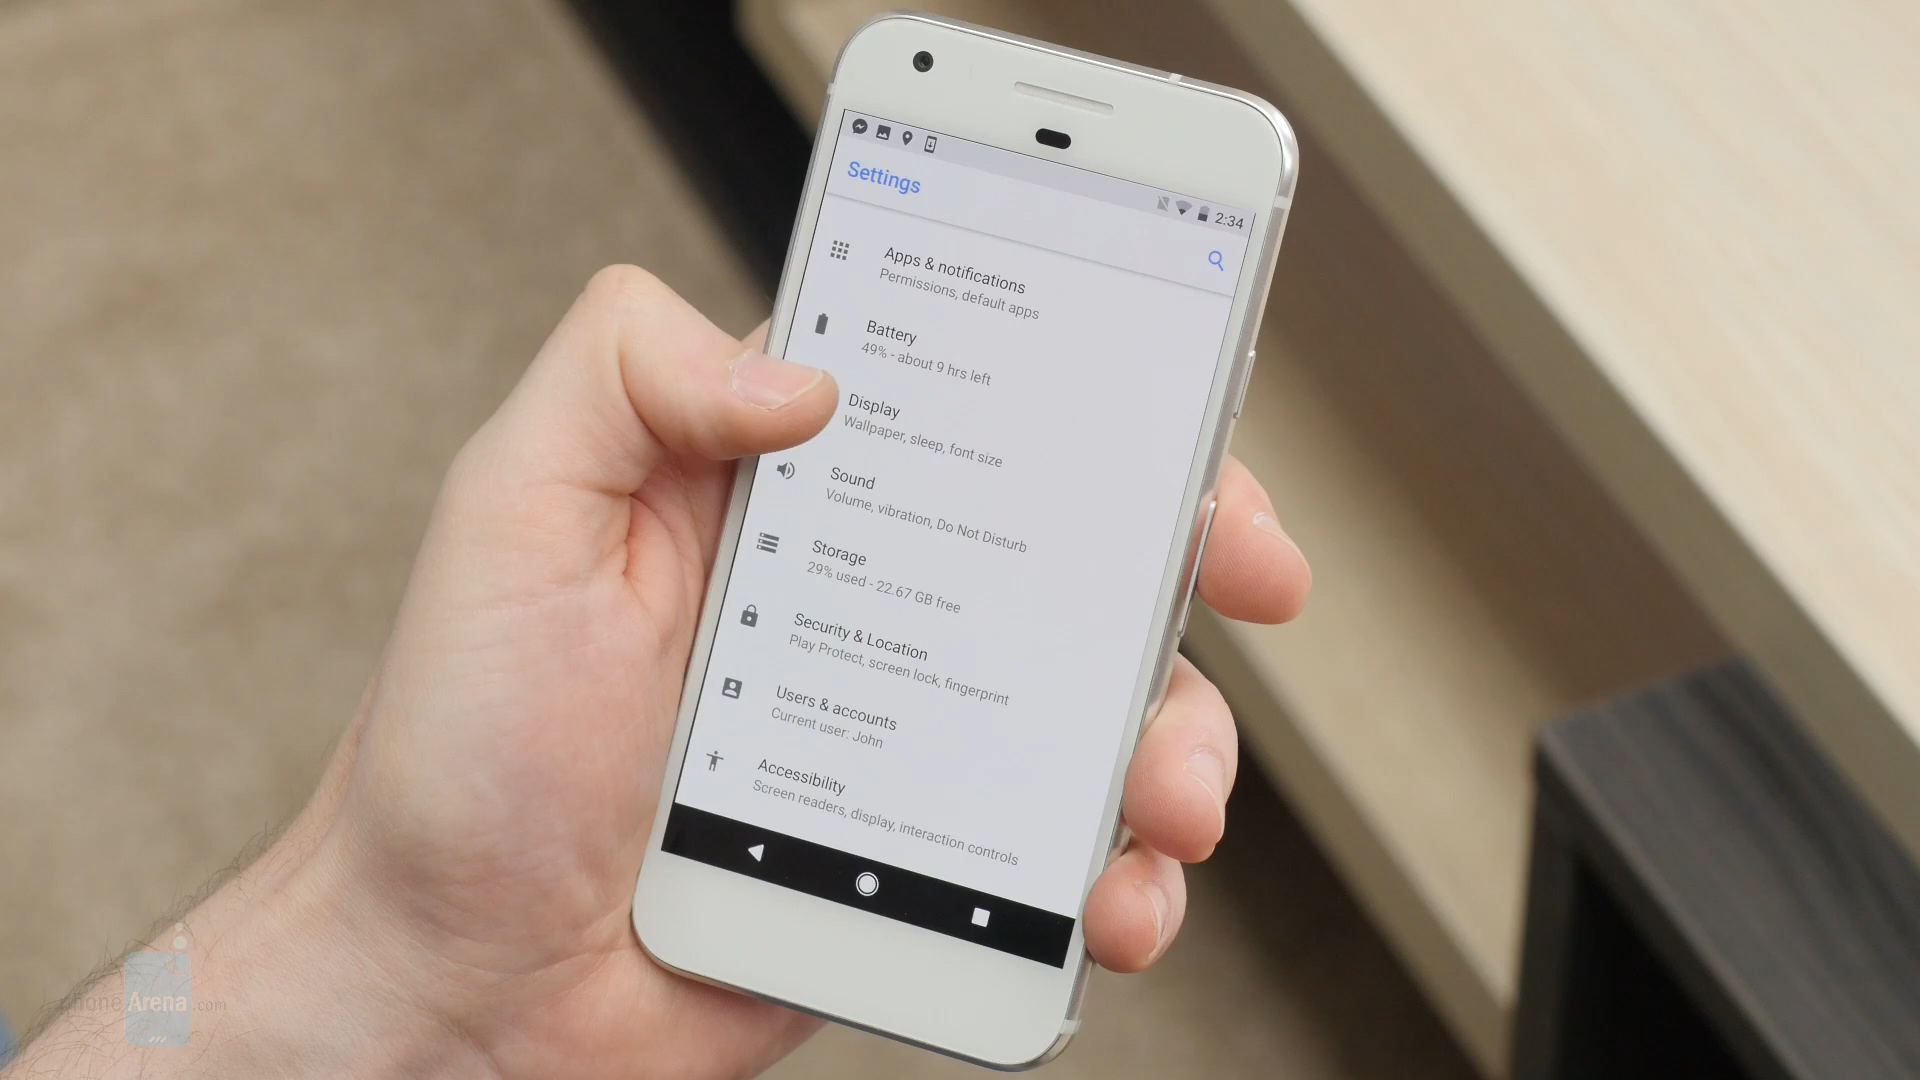 2:34
Settings
Apps & notifications
Permissions, default apps
Battery
49% - about 9 hrs left
Display
Wallpaper, sleep, font size
Sound
Volume, vibration, Do Not Disturb
Storage
29% used - 22.67 GB free
Security & Location
Play Protect, screen lock, fingerprint
Users & accounts
Current user: John
Accessibility
Screen readers, display, interaction controls
phoneArena.com